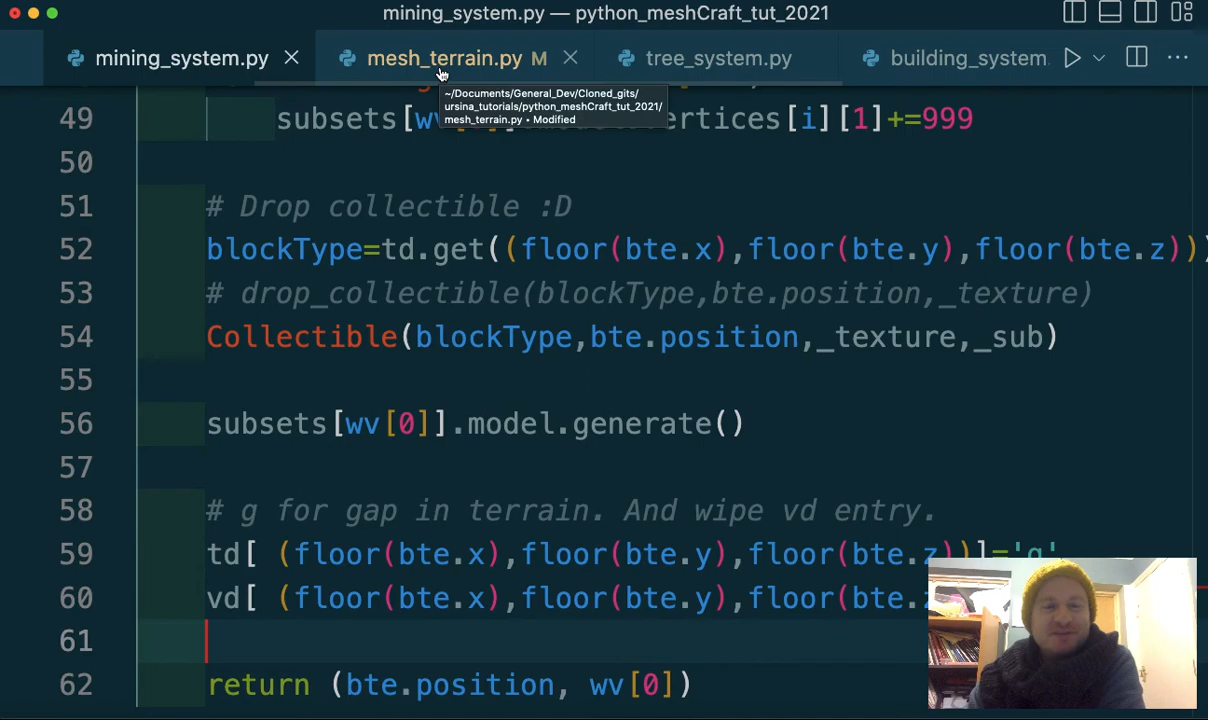 mining_system.py — python_meshCraft_tut_2021
mining_system.py mesh_terrain.py M tree_system.py building_system
~/Documents/General_Dev/Cloned_gits/
ursina_tutorials/python_meshCraft_tut_2021/
mesh_terrain.py • Modified
49 subsets[wv ertices[i][1]+=999
50
51 # Drop collectible :D
52 blockType=td.get((floor(bte.x),floor(bte.y),floor(bte.z))
53 # drop_collectible(blockType,bte.position,_texture)
54 Collectible(blockType,bte.position,_texture,_sub)
55
56 subsets[wv[0]].model.generate()
57
58 # g for gap in terrain. And wipe vd entry.
59 td[ (floor(bte.x),floor(bte.y),floor(bte.z))]='g'
60 vd[ (floor(bte.x),floor(bte.y),floor(bte.
61
62 return (bte.position, wv[0])